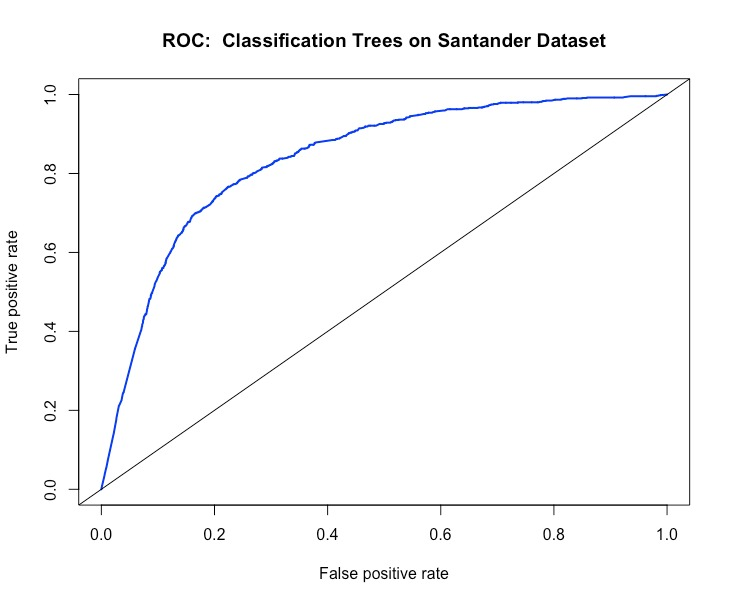 ROC:  Classification Trees on Santander Dataset
1.0
0.8
0.6
0.4
0.2
0.0
True positive rate
0.0 0.2 0.4 0.6 0.8 1.0
False positive rate